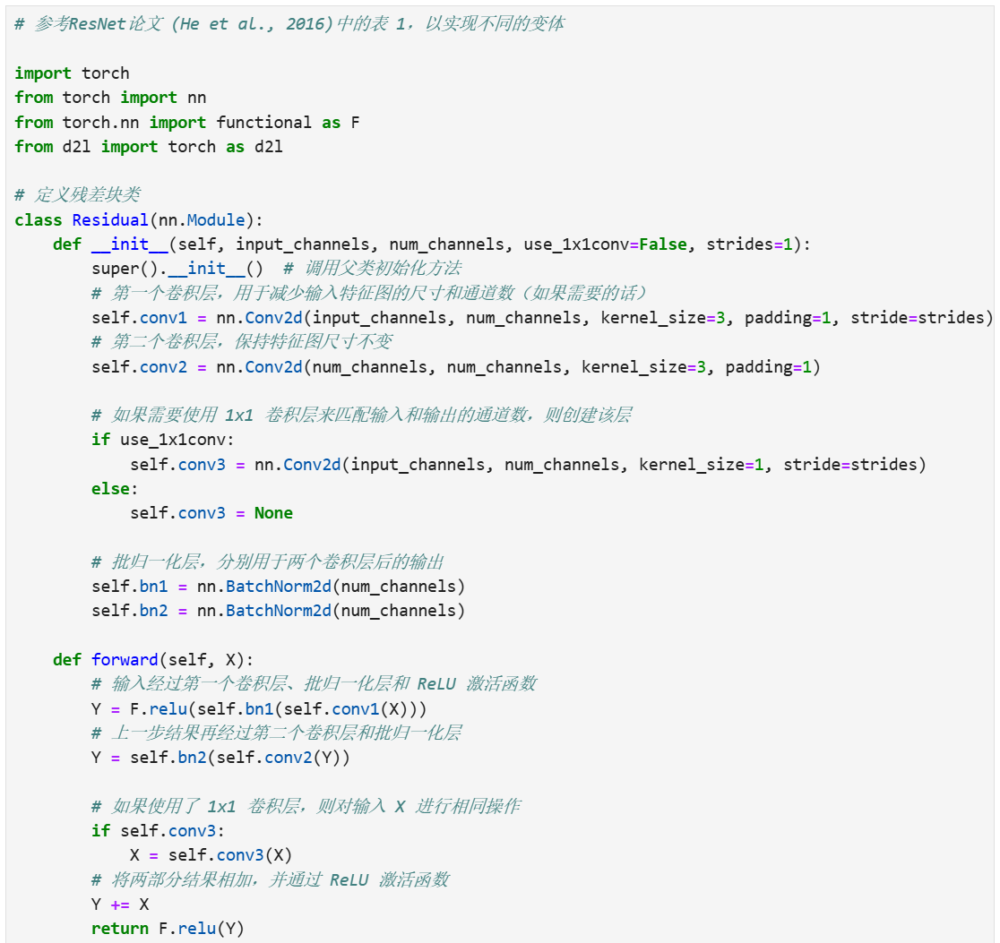 # 参考ResNet论文 (He et al., 2016)中的表 1，以实现不同的变体
import torch
from torch import nn
from torch.nn import functional as F
from d2l import torch as d2l
# 定义残差块类
class Residual(nn.Module):
    def __init__(self, input_channels, num_channels, use_1x1conv=False, strides=1):
        super().__init__()  # 调用父类初始化方法
        # 第一个卷积层，用于减少输入特征图的尺寸和通道数（如果需要的话）
        self.conv1 = nn.Conv2d(input_channels, num_channels, kernel_size=3, padding=1, stride=strides)
        # 第二个卷积层，保持特征图尺寸不变
        self.conv2 = nn.Conv2d(num_channels, num_channels, kernel_size=3, padding=1)
        # 如果需要使用 1x1 卷积层来匹配输入和输出的通道数，则创建该层
        if use_1x1conv:
            self.conv3 = nn.Conv2d(input_channels, num_channels, kernel_size=1, stride=strides)
        else:
            self.conv3 = None
        # 批归一化层，分别用于两个卷积层后的输出
        self.bn1 = nn.BatchNorm2d(num_channels)
        self.bn2 = nn.BatchNorm2d(num_channels)
    def forward(self, X):
        # 输入经过第一个卷积层、批归一化层和 ReLU 激活函数
        Y = F.relu(self.bn1(self.conv1(X)))
        # 上一步结果再经过第二个卷积层和批归一化层
        Y = self.bn2(self.conv2(Y))
        # 如果使用了 1x1 卷积层，则对输入 X 进行相同操作
        if self.conv3:
            X = self.conv3(X)
        # 将两部分结果相加，并通过 ReLU 激活函数
        Y += X
        return F.relu(Y)